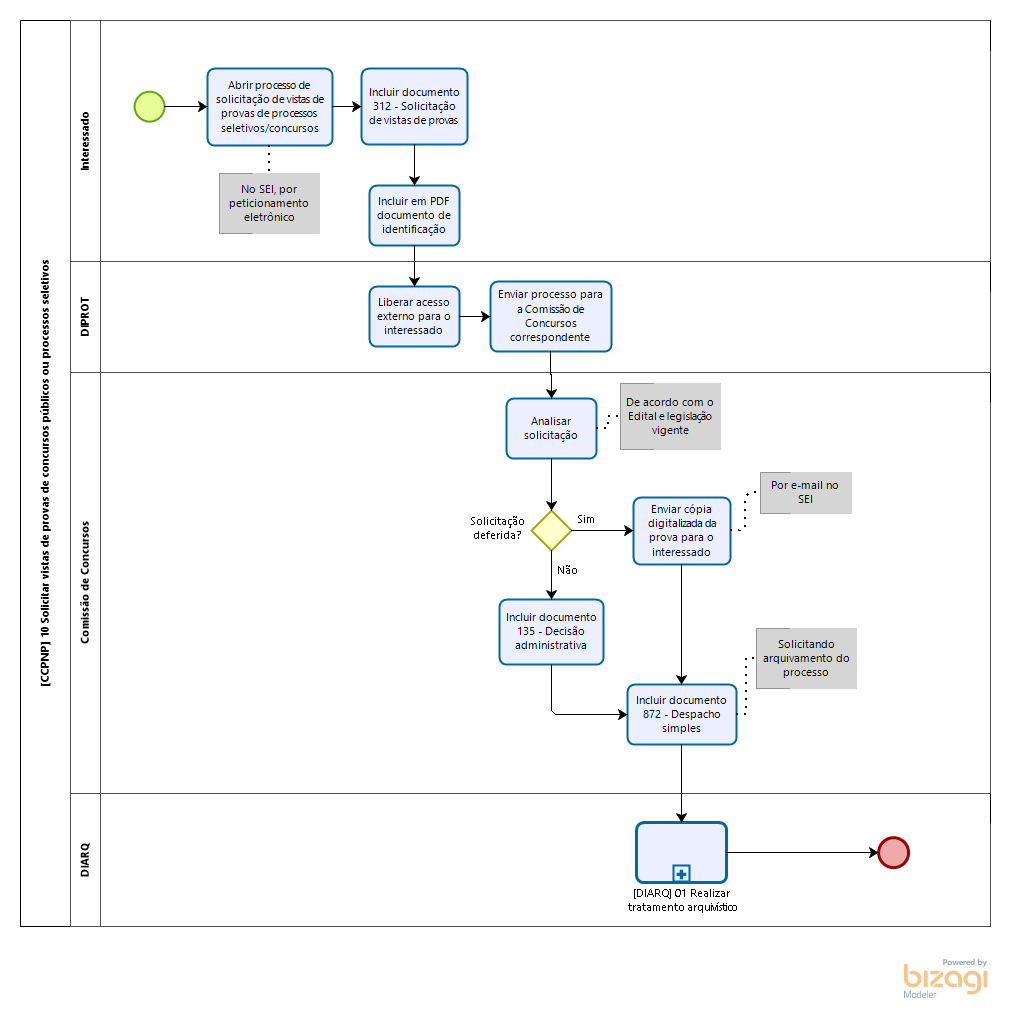 [CCPNP] 10 Solicitar vistas de provas de concursos públicos ou processos seletivos
Interessado
Abrir processo de
solicitação de vistas de
provas de processos
seletivos/concursos
Incluir documento
312 - Solicitação
de vistas de provas
No SEI, por
peticionamento
eletrônico
Incluir em PDF
documento de
identificação
DIPROT
Liberar acesso
externo para o
interessado
Enviar processo para
a Comissão de
Concursos
correspondente
Comissão de Concursos
Analisar
solicitação
De acordo com o
Edital e legislação
vigente
Solicitação
deferida?
Sim
Enviar cópia
digitalizada da
prova para o
interessado
Por e-mail no
SEI
Não
Incluir documento
135 - Decisão
administrativa
Solicitando
arquivamento do
processo
Incluir documento
872 - Despacho
simples
DIARQ
[DIARQ] 01 Realizar
tratamento arquivístico
Powered by
bizagi
Modeler